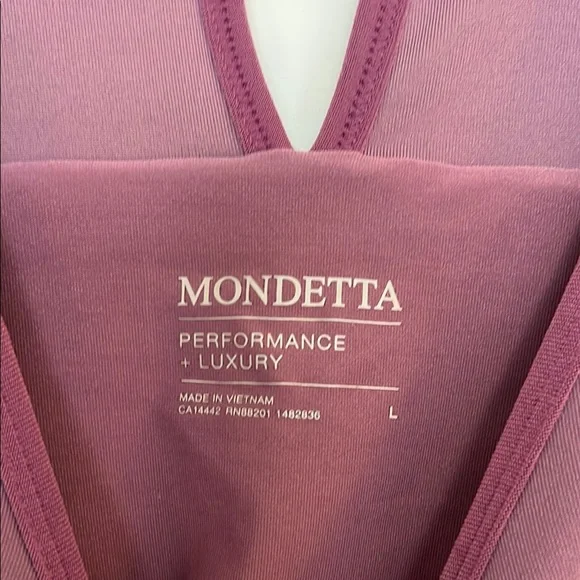 MONDETTA
PERFORMANCE
+ LUXURY
MADE IN VIETNAM
CA14442 RN88201 1482836 L